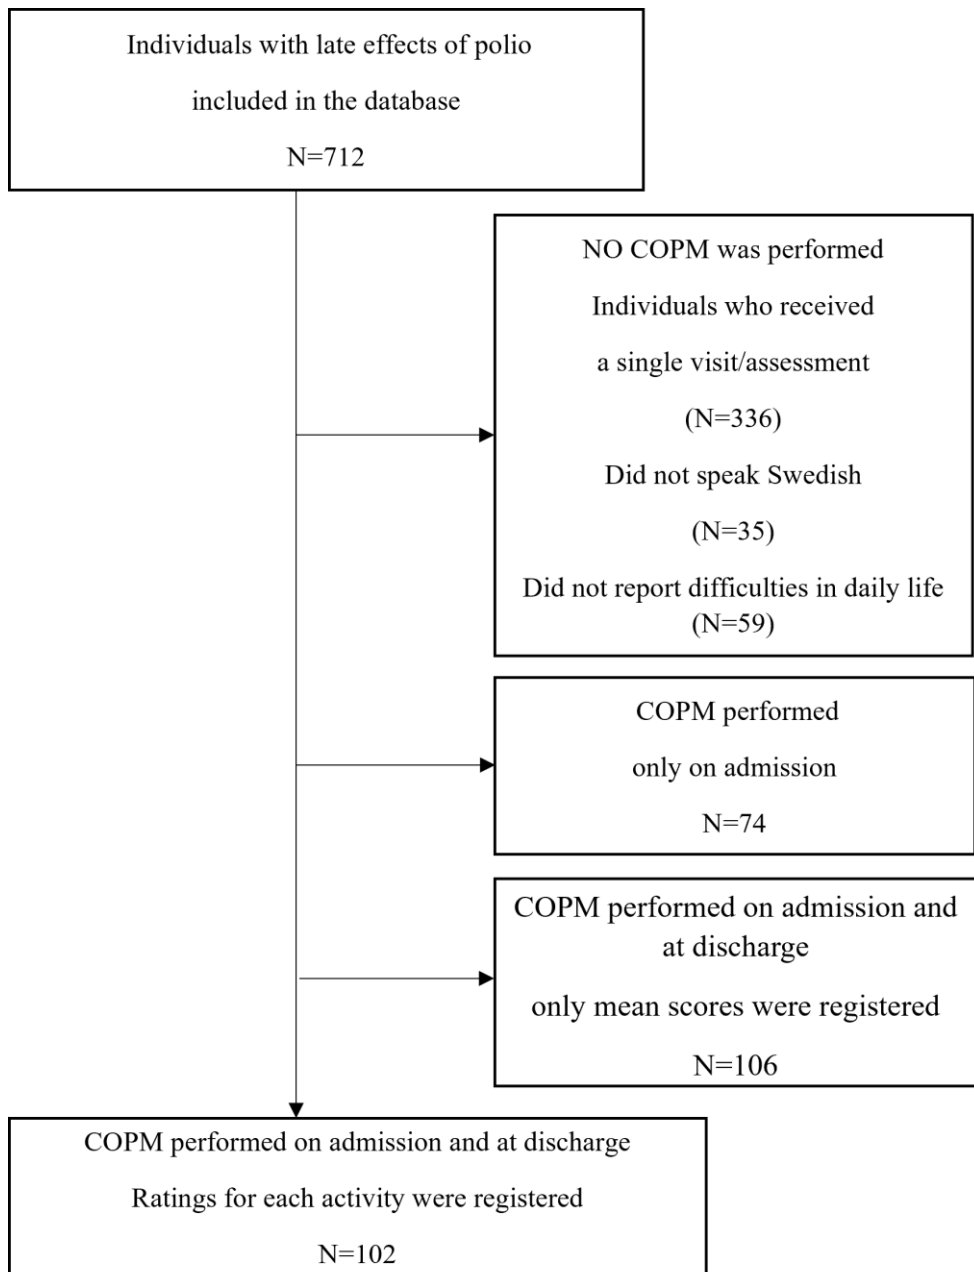 Individuals with late effects of polio
included in the database
N=712
NO COPM was performed
Individuals who received
a single visit/assessment
(N=336)
Did not speak Swedish
(N=35)
Did not report difficulties in daily life
(N=59)
COPM performed
only on admission
N=74
COPM performed on admission and
at discharge
only mean scores were registered
N=106
COPM performed on admission and at discharge
Ratings for each activity were registered
N=102